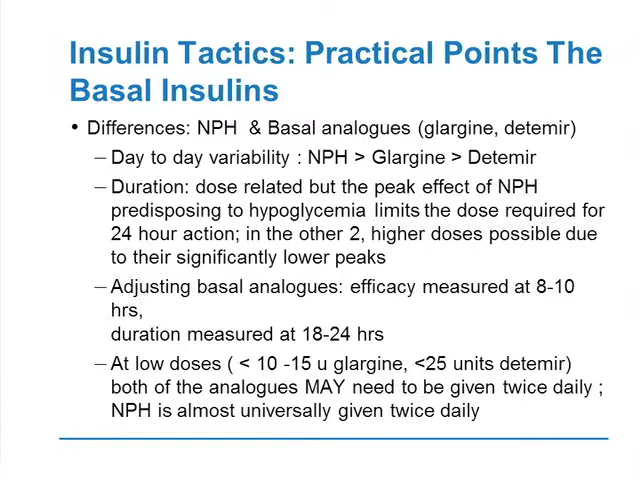 Insulin Tactics: Practical Points The
Basal Insulins
• Differences: NPH & Basal analogues (glargine, detemir)
– Day to day variability : NPH > Glargine > Detemir
– Duration: dose related but the peak effect of NPH
predisposing to hypoglycemia limits the dose required for
24 hour action; in the other 2, higher doses possible due
to their significantly lower peaks
– Adjusting basal analogues: efficacy measured at 8-10
hrs,
duration measured at 18-24 hrs
– At low doses ( < 10 -15 u glargine, <25 units detemir)
both of the analogues MAY need to be given twice daily ;
NPH is almost universally given twice daily